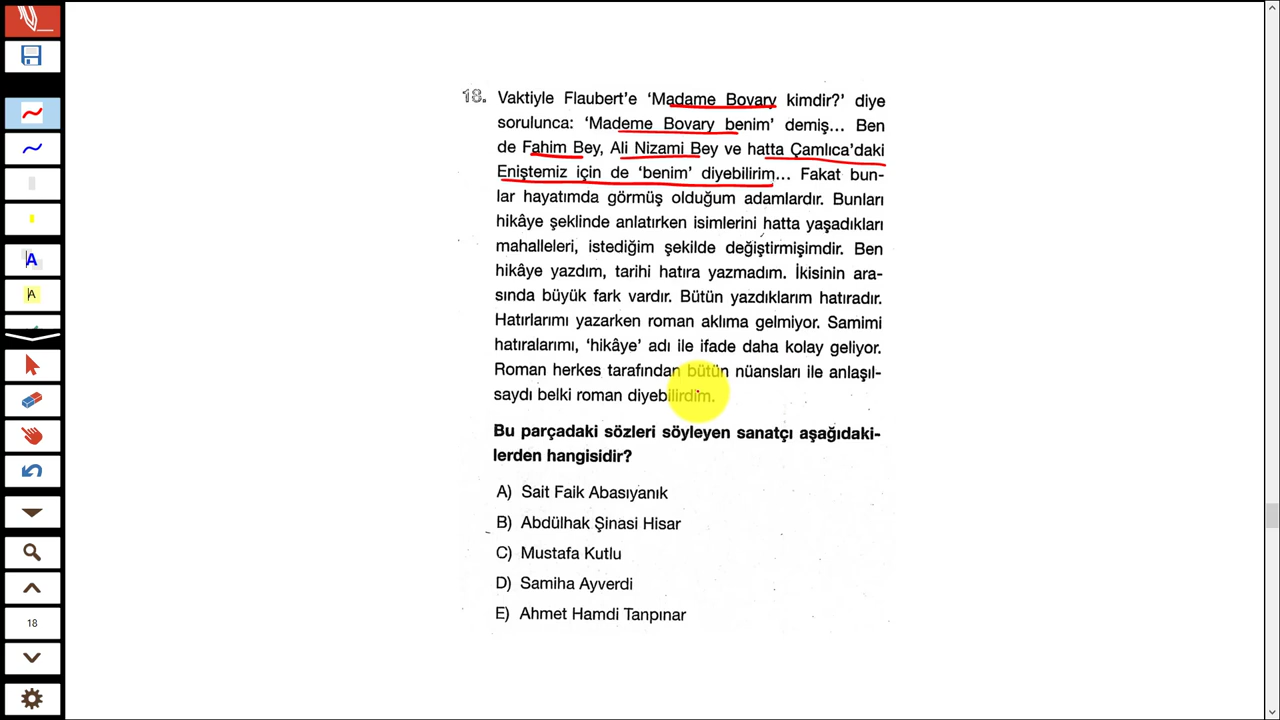 18. Vaktiyle Flaubert'e 'Madame Bovary kimdir?' diye
sorulunca: 'Mademe Bovary benim' demiş... Ben
de Fahim Bey, Ali Nizami Bey ve hatta Çamlıca'daki
Eniştemiz için de 'benim' diyebilirim... Fakat bun-
lar hayatımda görmüş olduğum adamlardır. Bunları
hikâye şeklinde anlatırken isimlerini hatta yaşadıkları
mahalleleri, istediğim şekilde değiştirmişimdir. Ben
hikâye yazdım, tarihi hatıra yazmadım. İkisinin ara-
sında büyük fark vardır. Bütün yazdıklarım hatıradır.
Hatırlarımı yazarken roman aklıma gelmiyor. Samimi
hatıralarımı, 'hikâye' adı ile ifade daha kolay geliyor.
Roman herkes tarafından bütün nüansları ile anlaşıl-
saydı belki roman diyebilirdim.
Bu parçadaki sözleri söyleyen sanatçı aşağıdaki-
lerden hangisidir?
A) Sait Faik Abasıyanık
B) Abdülhak Şinasi Hisar
C) Mustafa Kutlu
D) Samiha Ayverdi
E) Ahmet Hamdi Tanpınar
A
A
18